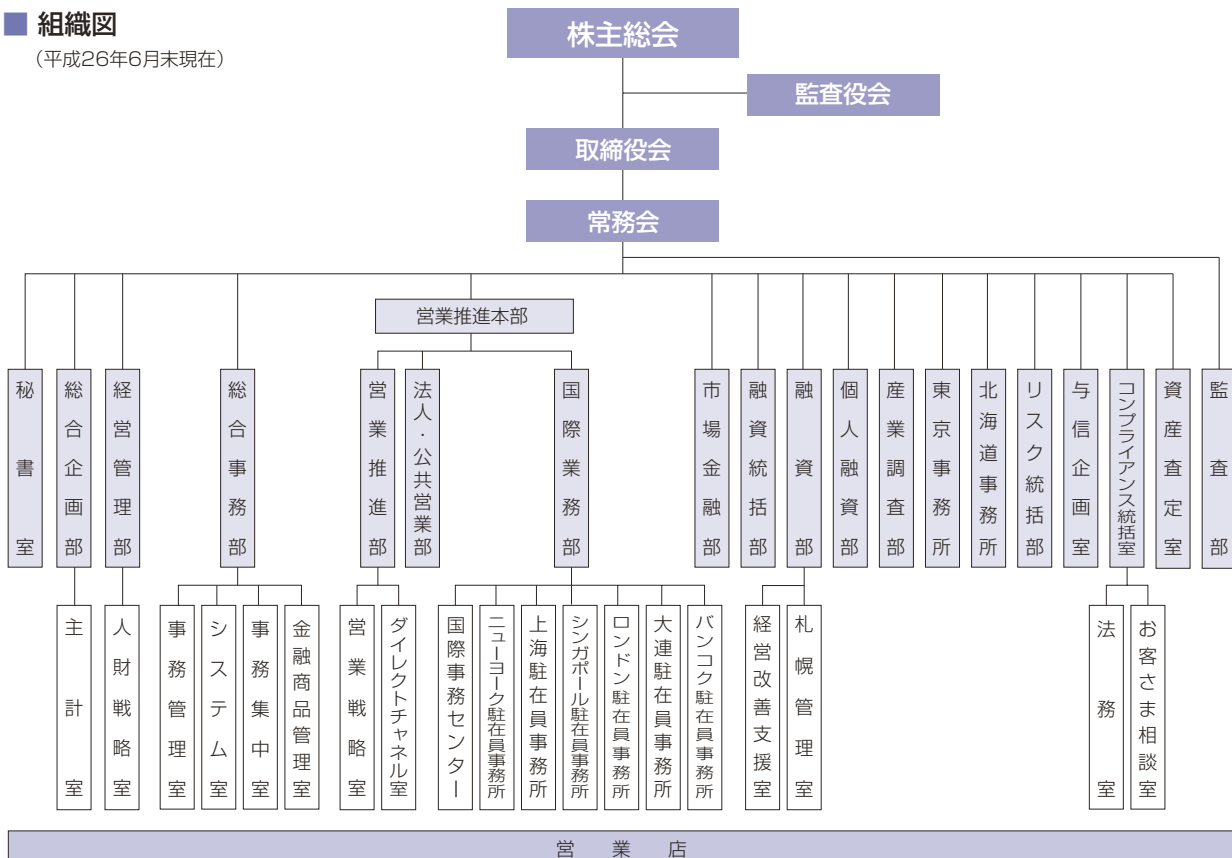 組織図
（平成26年6月末現在）
株主総会
監査役会
取締役会
常務会
営業推進本部
秘書室
総合企画部
経営管理部
総合事務部
営業推進部
法人・公共営業部
国際業務部
市場金融部
融資統括部
融資部
個人融資部
産業調査部
東京事務所
北海道事務所
リスク統括部
与信企画室
コンプライアンス統括室
資産査定室
監査部
主計室
人財戦略室
事務管理室
システム室
事務集中室
金融商品管理室
営業戦略室
ダイレクトチャネル室
国際事務センター
ニューヨーク駐在員事務所
上海駐在員事務所
シンガポール駐在員事務所
ロンドン駐在員事務所
大連駐在員事務所
バンコク駐在員事務所
経営改善支援室
札幌管理室
法務室
お客さま相談室
営業店